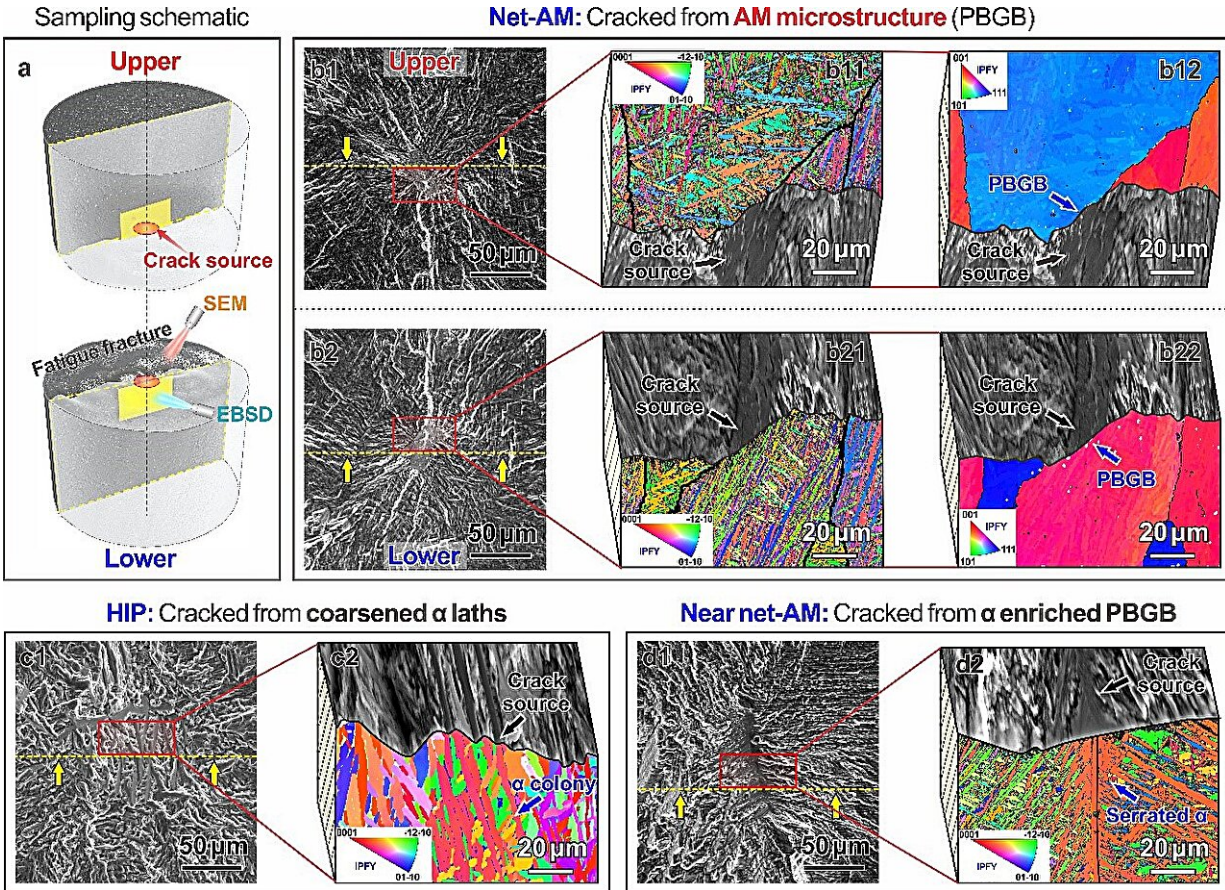 Sampling schematic
Net-AM: Cracked from AM microstructure (PBGB)
a
Upper
Crack source
SEM
Fatigue fracture
EBSD
Lower
b1
Upper
50 μm
0001
-12-10
IPFY
01-10
b11
Crack
source
20 μm
001
IPFY
111
101
b12
PBGB
Crack
source
20 μm
b2
Lower
50 μm
b21
Crack
source
0001
-12-10
IPFY
01-10
20 μm
b22
Crack
source
PBGB
001
IPFY
111
101
20 μm
HIP: Cracked from coarsened α laths
Near net-AM: Cracked from α enriched PBGB
c1
50 μm
c2
Crack
source
α colony
0001
-12-10
IPFY
01-10
20 μm
d1
50 μm
d2
Crack
source
Serrated α
0001
-12-10
IPFY
01-10
20 μm